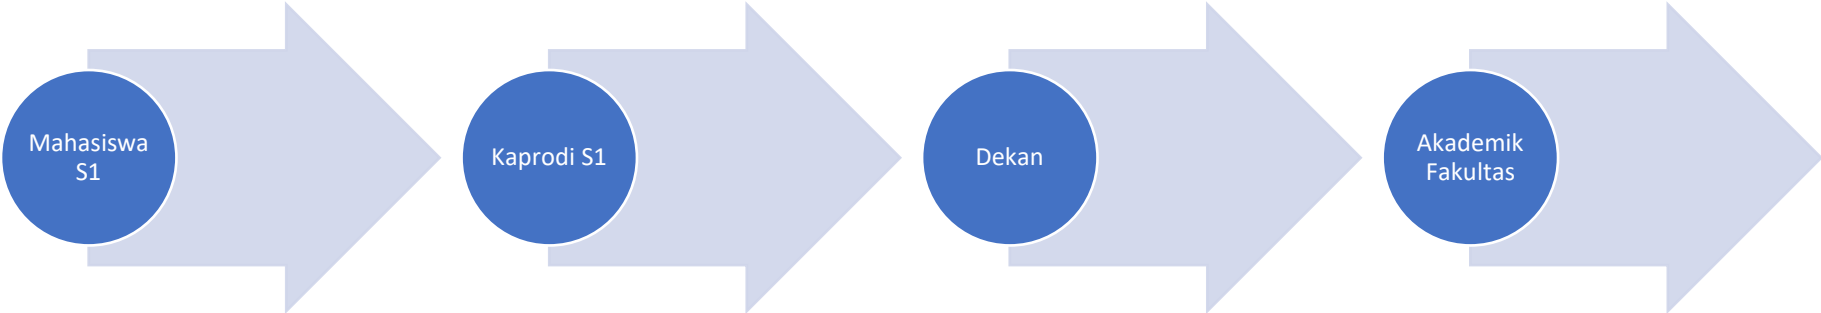 Mahasiswa
S1
Kaprodi S1
Dekan
Akademik
Fakultas